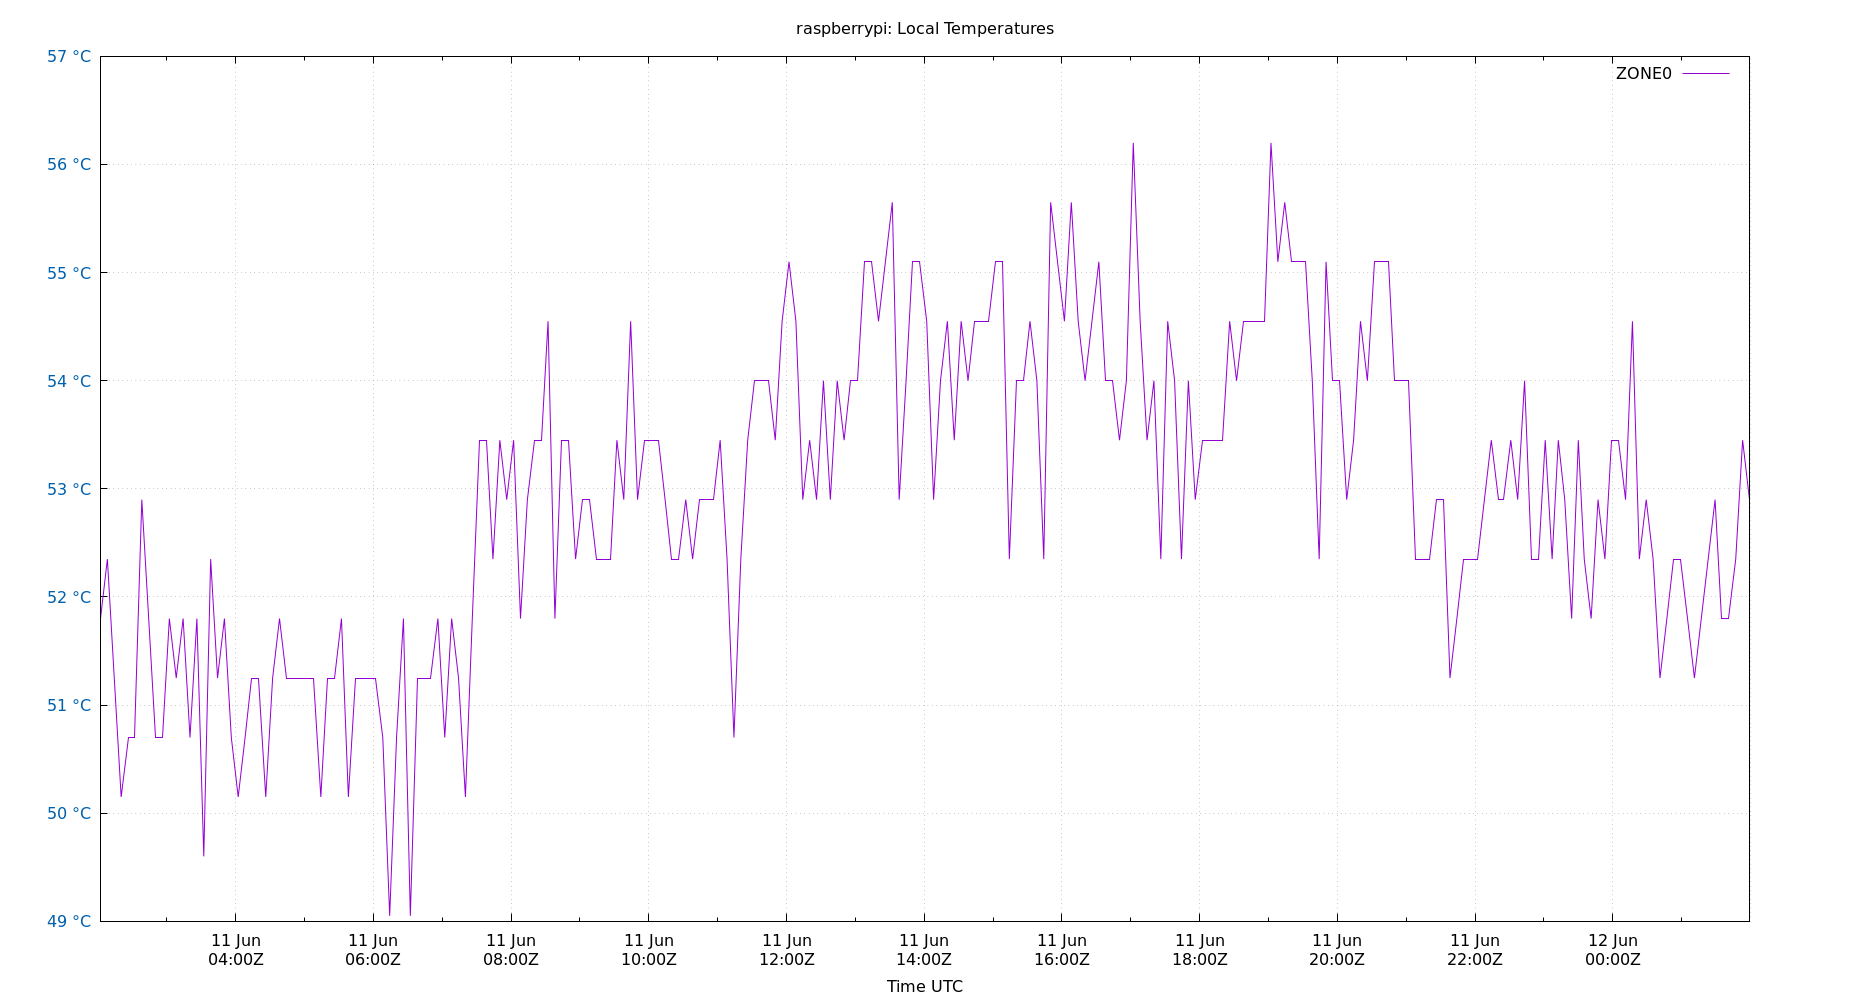 raspberrypi: Local Temperatures
ZONE0
57 °C
56 °C
55 °C
54 °C
53 °C
52 °C
51 °C
50 °C
49 °C
11 Jun 11 Jun 11 Jun 11 Jun 11 Jun 11 Jun 11 Jun 11 Jun 11 Jun 11 Jun 12 Jun
04:00Z 06:00Z 08:00Z 10:00Z 12:00Z 14:00Z 16:00Z 18:00Z 20:00Z 22:00Z 00:00Z
Time UTC